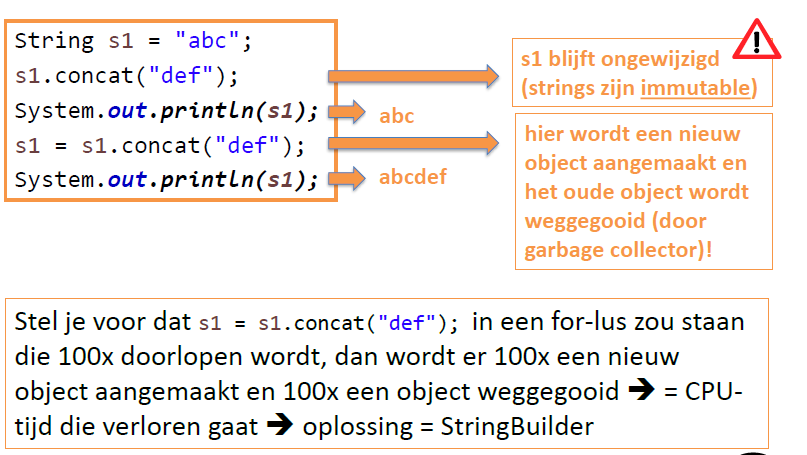 String s1 = "abc";
s1.concat("def");
System.out.println(s1);
s1 = s1.concat("def");
System.out.println(s1);
abc
abcdef
!
s1 blijft ongewijzigd
(strings zijn immutable)
hier wordt een nieuw
object aangemaakt en
het oude object wordt
weggegooid (door
garbage collector)!
Stel je voor dat s1 = s1.concat("def"); in een for-lus zou staan
die 100x doorlopen wordt, dan wordt er 100x een nieuw
object aangemaakt en 100x een object weggegooid ➔ = CPU-
tijd die verloren gaat ➔ oplossing = StringBuilder